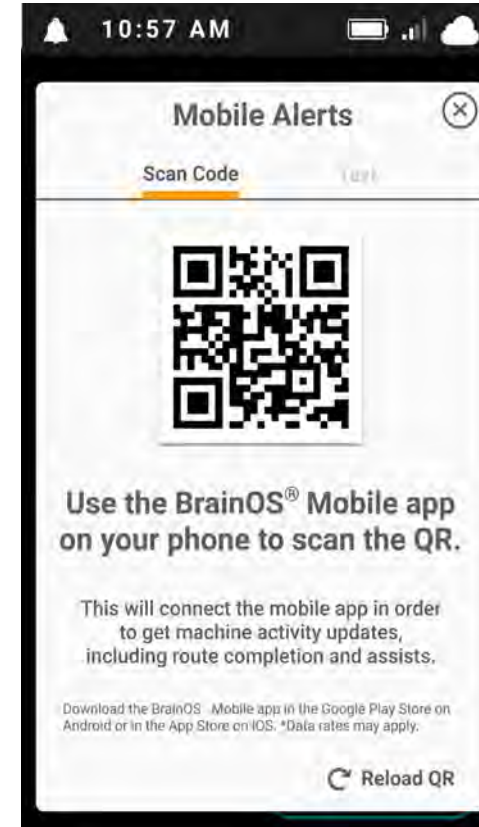 10:57 AM
Mobile Alerts
Scan Code
Text
Use the BrainOS® Mobile app
on your phone to scan the QR.
This will connect the mobile app in order
to get machine activity updates,
including route completion and assists.
Download the BrainOS Mobile app in the Google Play Store on
Android or in the App Store on iOS. *Data rates may apply.
Reload QR